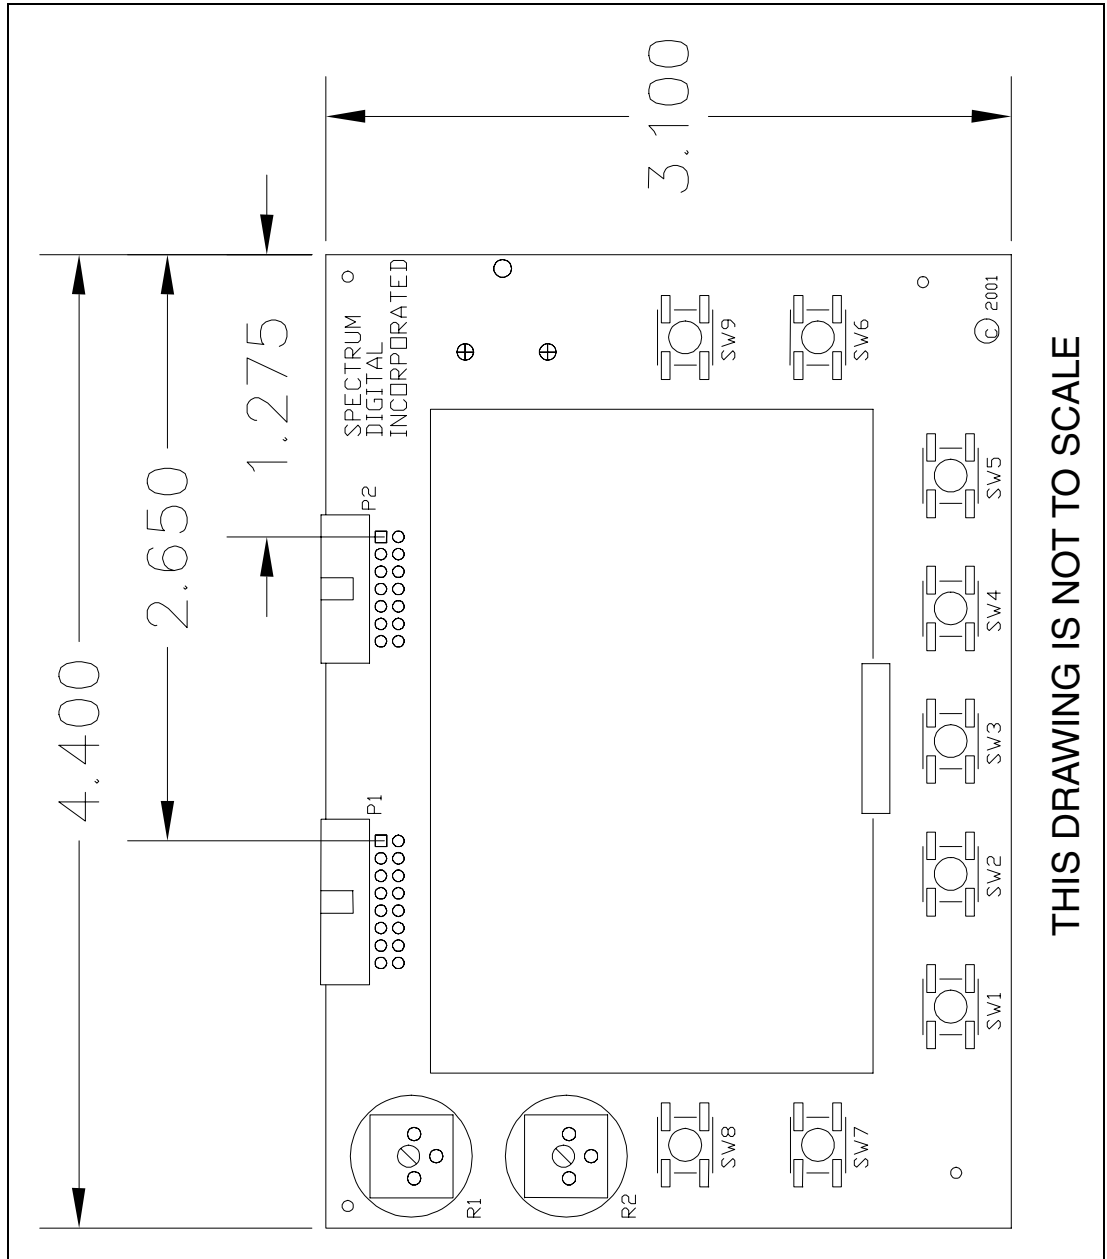 4.400
2.650
1.275
3.100
P1
P2
SPECTRUM
DIGITAL
INCORPORATED
R1
R2
SW8
SW7
SW9
SW6
SW1
SW2
SW3
SW4
SW5
© 2001
THIS DRAWING IS NOT TO SCALE